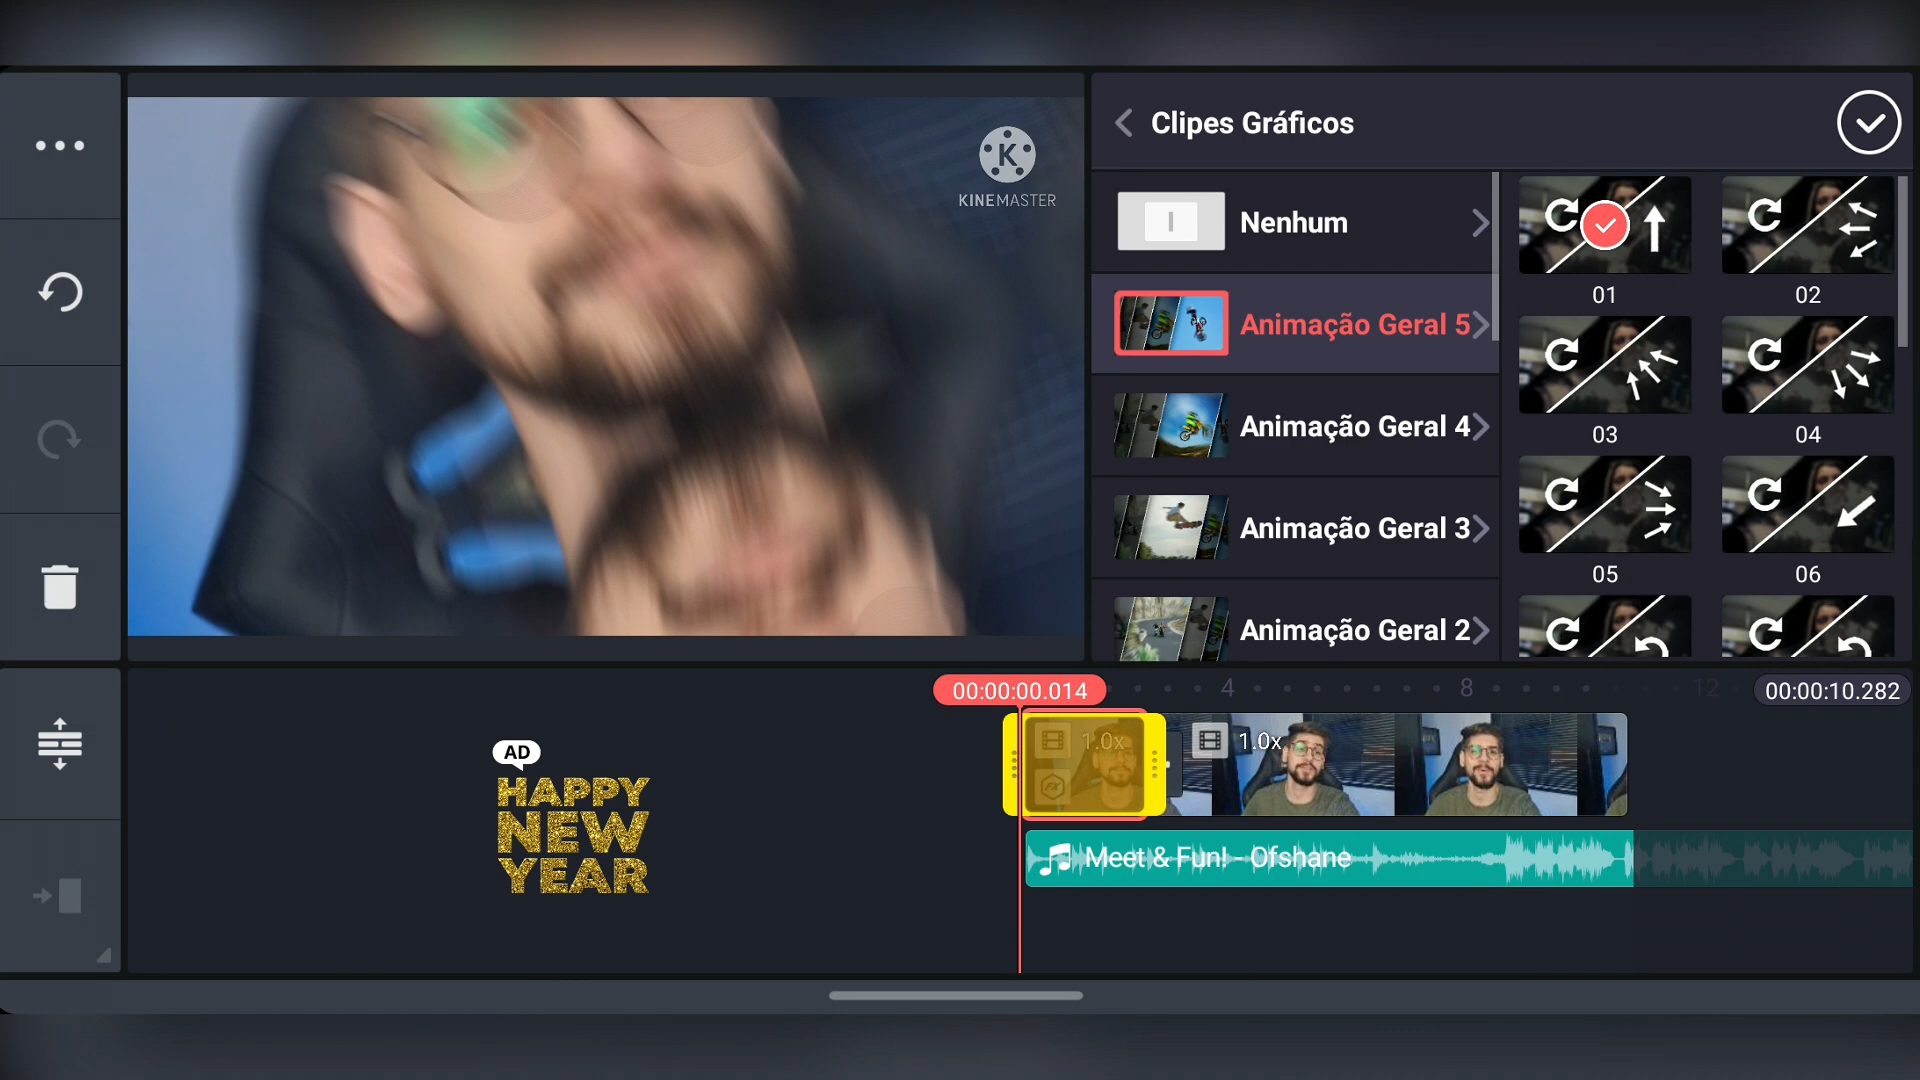 K
KINEMASTER
Clipes Gráficos
Nenhum
Animação Geral 5
Animação Geral 4
Animação Geral 3
Animação Geral 2
01
02
03
04
05
06
00:00:00.014
4
8
12
00:00:10.282
1.0x
1.0x
AD
HAPPY
NEW
YEAR
Meet & Fun! - Ofshane